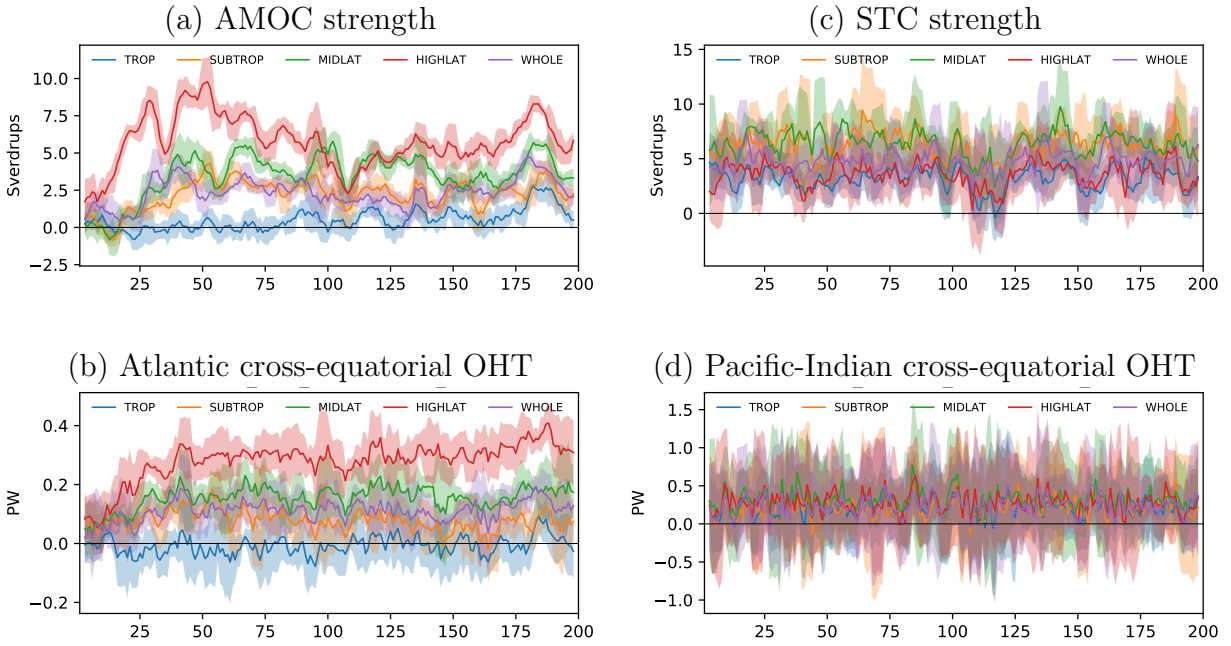 (a) AMOC strength
TROP SUBTROP MIDLAT HIGHLAT WHOLE
Sverdrups
10.0
7.5
5.0
2.5
0.0
−2.5
25 50 75 100 125 150 175 200
(c) STC strength
TROP SUBTROP MIDLAT HIGHLAT WHOLE
Sverdrups
15
10
5
0
25 50 75 100 125 150 175 200
(b) Atlantic cross-equatorial OHT
TROP SUBTROP MIDLAT HIGHLAT WHOLE
PW
0.4
0.2
0.0
−0.2
25 50 75 100 125 150 175 200
(d) Pacific-Indian cross-equatorial OHT
TROP SUBTROP MIDLAT HIGHLAT WHOLE
PW
1.5
1.0
0.5
0.0
−0.5
−1.0
25 50 75 100 125 150 175 200